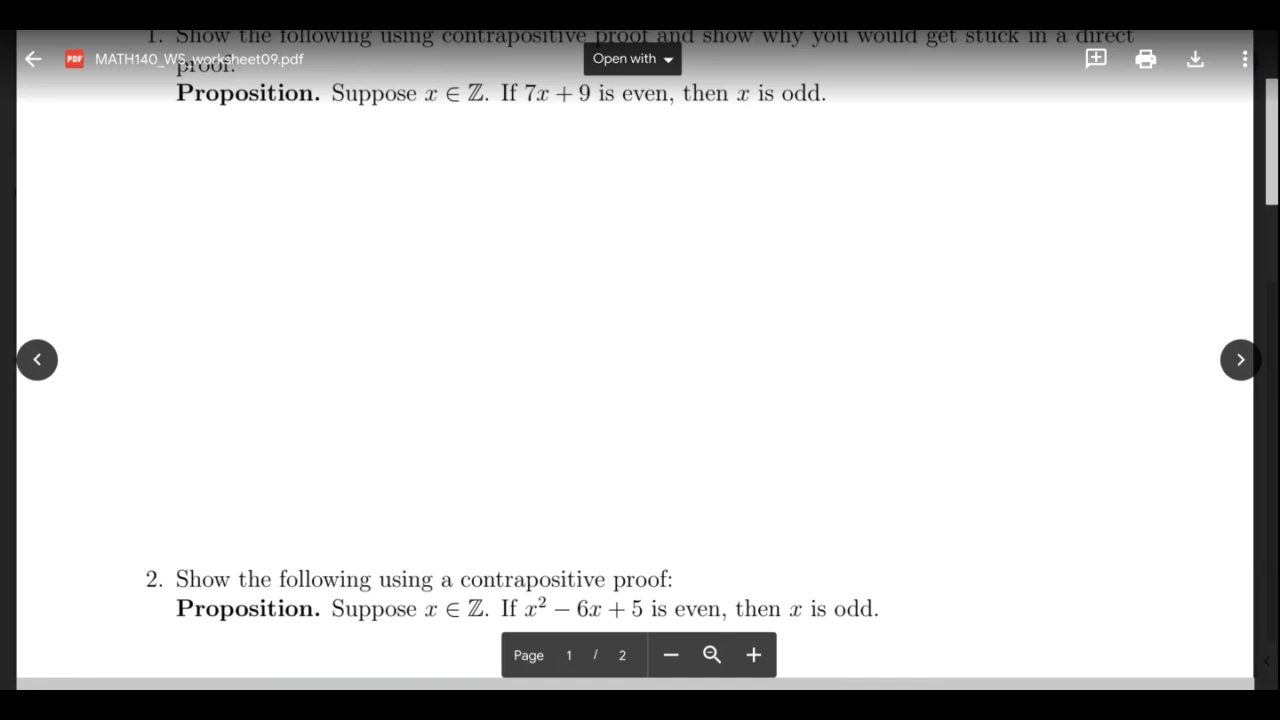 1. Show the following using contrapositive proof and show why you would get stuck in a direct
MATH140_WS_worksheet09.pdf
Open with
proof.
Proposition. Suppose x ∈ ℤ. If 7x + 9 is even, then x is odd.
2. Show the following using a contrapositive proof:
Proposition. Suppose x ∈ ℤ. If x² − 6x + 5 is even, then x is odd.
Page 1 / 2